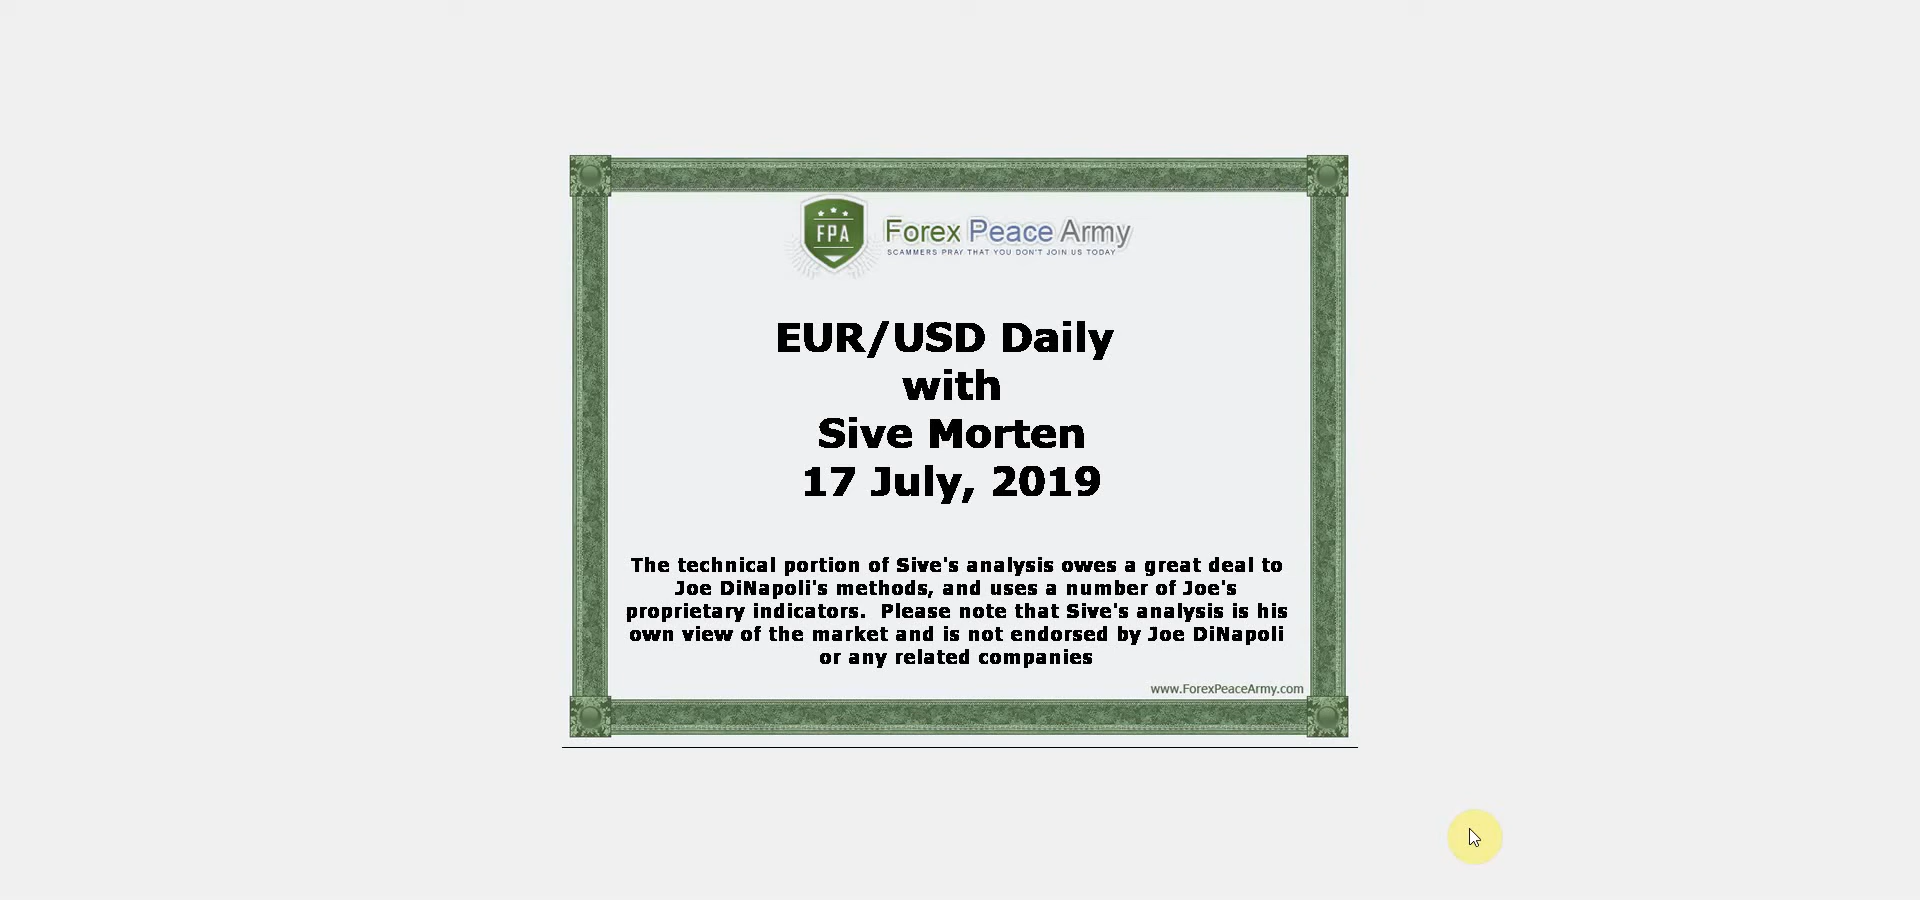 FPA
Forex Peace Army
SCAMMERS PRAY THAT YOU DON'T JOIN US TODAY
EUR/USD Daily
with
Sive Morten
17 July, 2019
The technical portion of Sive's analysis owes a great deal to
Joe DiNapoli's methods, and uses a number of Joe's
proprietary indicators.  Please note that Sive's analysis is his
own view of the market and is not endorsed by Joe DiNapoli
or any related companies
www.ForexPeaceArmy.com